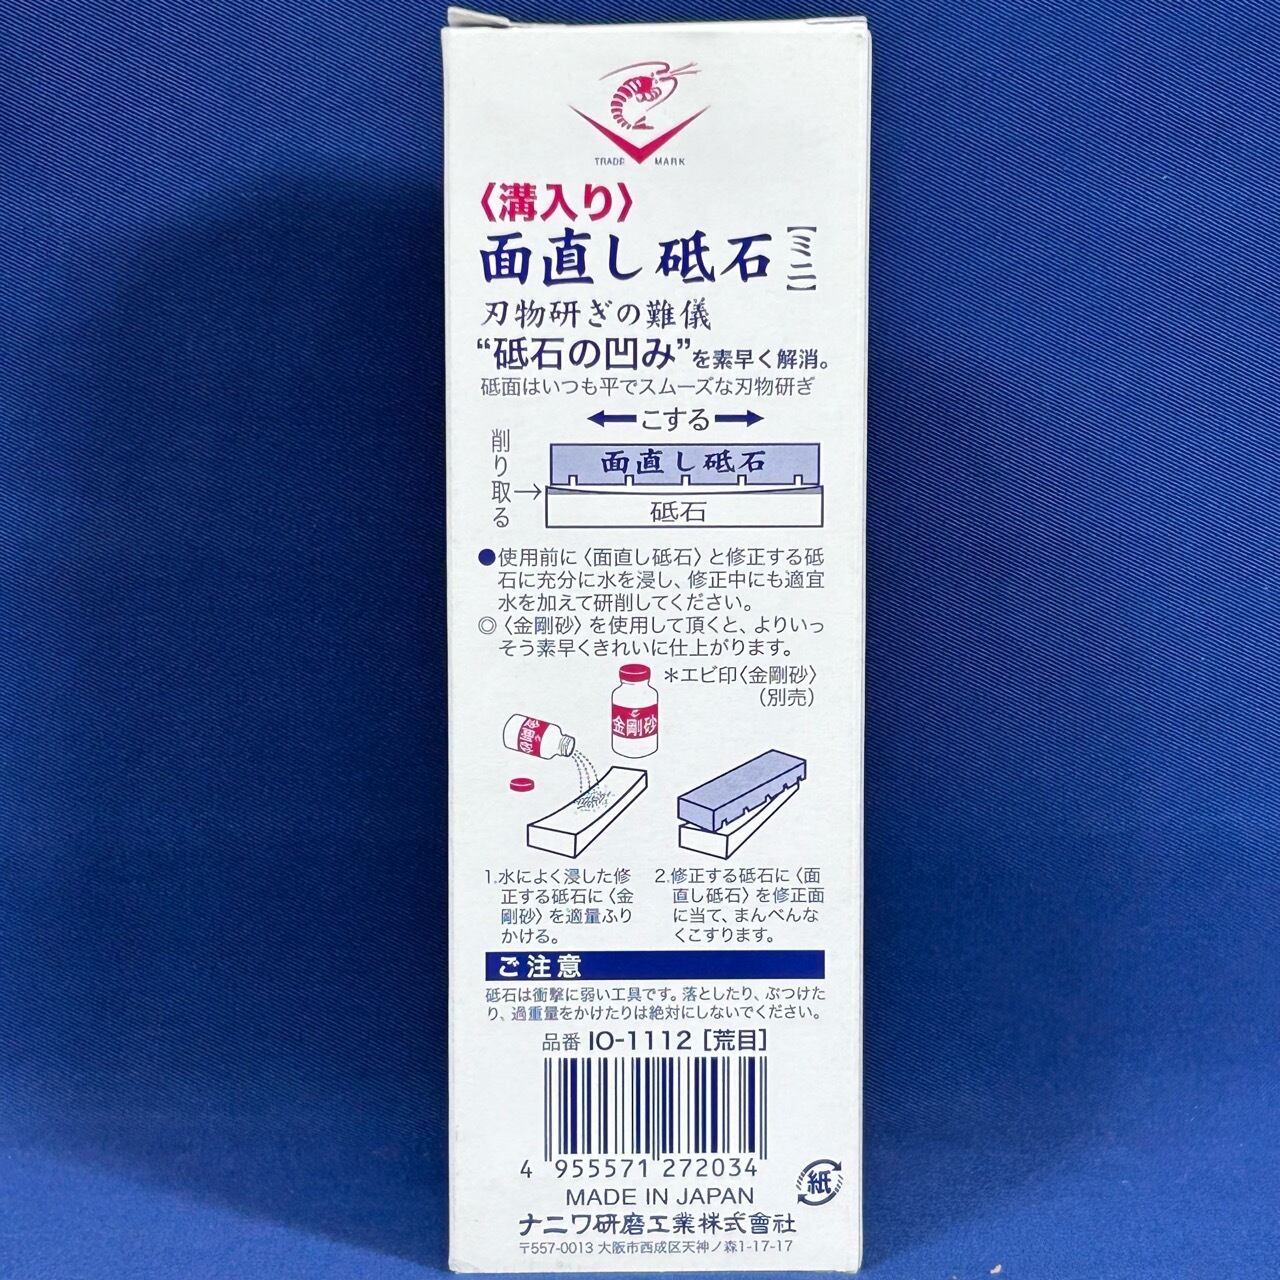 TRADE MARK
〈溝入り〉
面直し砥石【ミニ】
刃物研ぎの難儀
“砥石の凹み”を素早く解消。
砥面はいつも平でスムーズな刃物研ぎ
←こする→
削り取る→
面直し砥石
砥石
●使用前に〈面直し砥石〉と修正する砥
石に充分に水を浸し、修正中にも適宜
水を加えて研削してください。
◎〈金剛砂〉を使用して頂くと、よりいっ
そう素早くきれいに仕上がります。
＊エビ印〈金剛砂〉
（別売）
金剛砂
金剛砂
1.水によく浸した修
正する砥石に〈金
剛砂〉を適量ふり
かける。
2.修正する砥石に〈面
直し砥石〉を修正面
に当て、まんべんな
くこすります。
ご注意
砥石は衝撃に弱い工具です。落としたり、ぶつけた
り、過重量をかけたりは絶対にしないでください。
品番 IO-1112［荒目］
4 955571 272034
紙
MADE IN JAPAN
ナニワ研磨工業株式會社
〒557-0013 大阪市西成区天神ノ森1-17-17